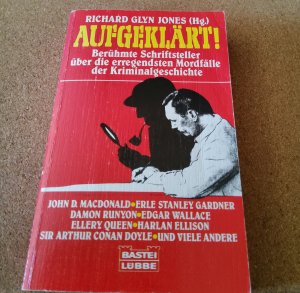 RICHARD GLYN JONES (Hg.)
AUFGEKLÄRT!
Berühmte Schriftsteller
über die erregendsten Mordfälle
der Kriminalgeschichte
JOHN D. MACDONALD • ERLE STANLEY GARDNER
DAMON RUNYON • EDGAR WALLACE
ELLERY QUEEN • HARLAN ELLISON
SIR ARTHUR CONAN DOYLE • UND VIELE ANDERE
BASTEI
LÜBBE